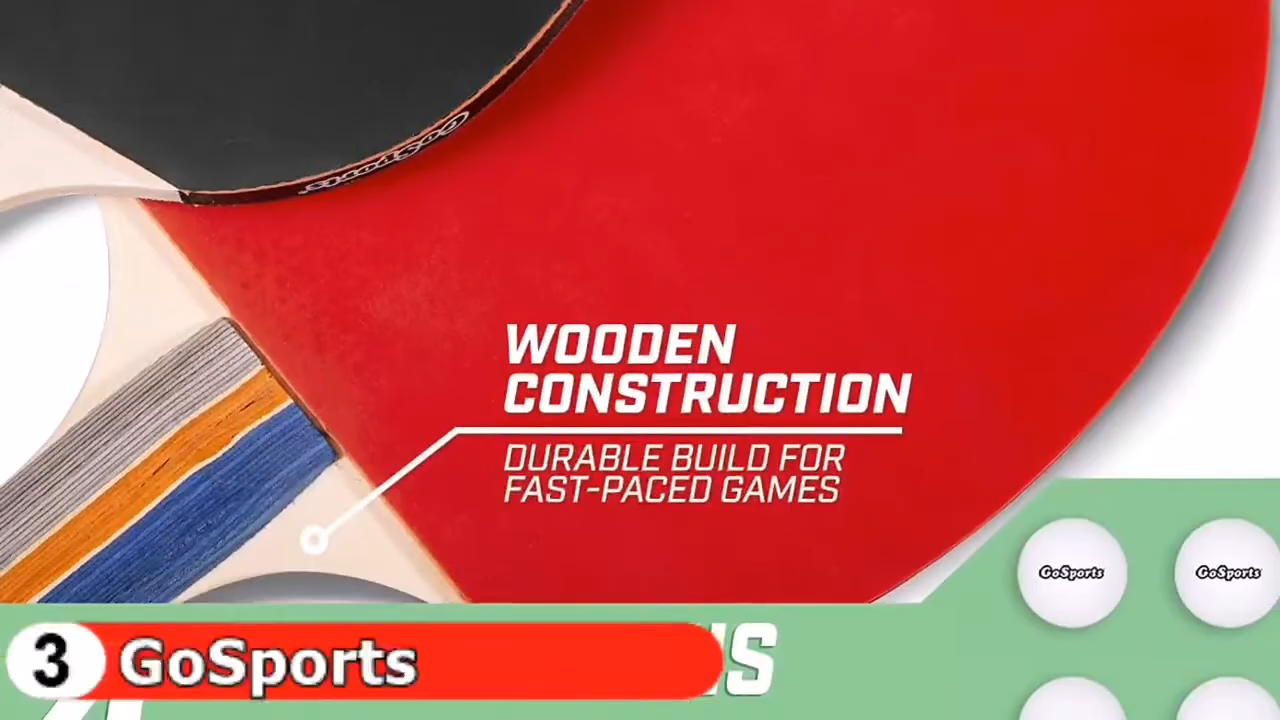 GoSports
WOODEN
CONSTRUCTION
DURABLE BUILD FOR
FAST-PACED GAMES
GoSports
GoSports
3 GoSports